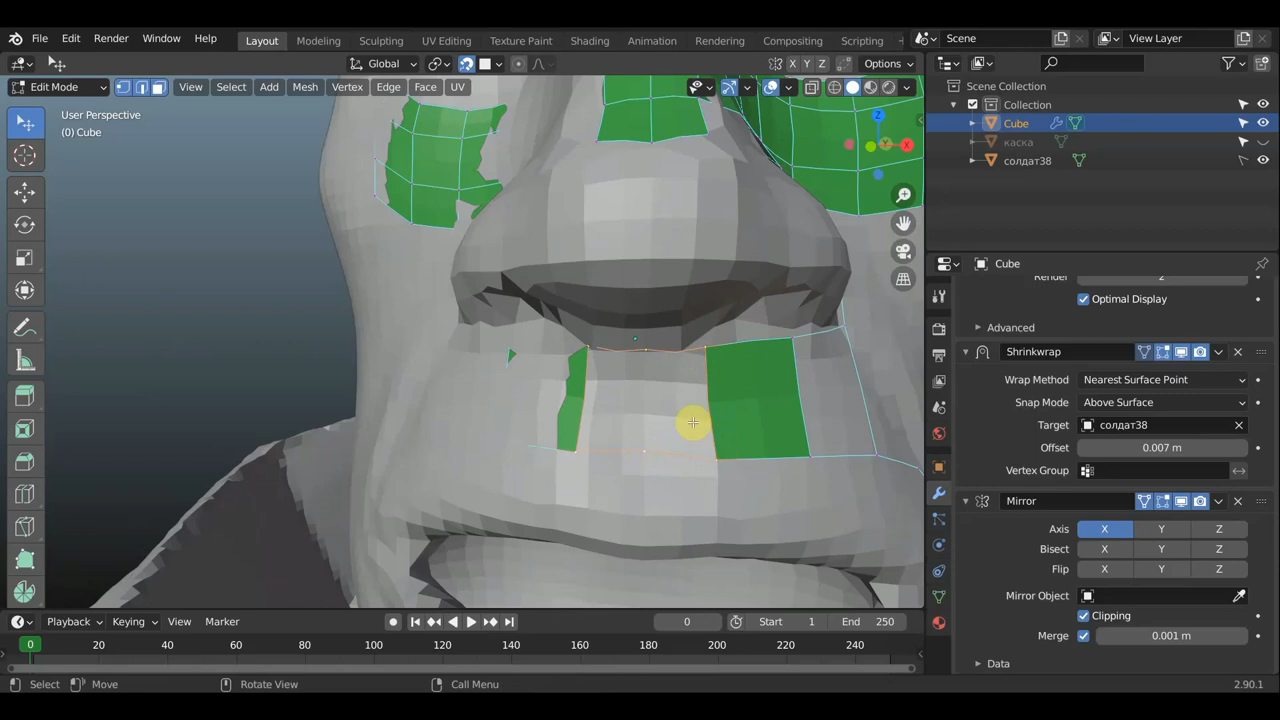 File Edit Render Window Help Layout Modeling Sculpting UV Editing Texture Paint Shading Animation Rendering Compositing Scripting Scene View Layer
Global Options
Edit Mode View Select Add Mesh Vertex Edge Face UV
User Perspective
(0) Cube
Z
X
Y
Scene Collection
Collection
Cube
каска
солдат38
Cube
Render 2
Optimal Display
Advanced
Shrinkwrap
Wrap Method Nearest Surface Point
Snap Mode Above Surface
Target солдат38
Offset 0.007 m
Vertex Group
Mirror
Axis X Y Z
Bisect X Y Z
Flip X Y Z
Mirror Object
Clipping
Merge 0.001 m
Data
Playback Keying View Marker 0 Start 1 End 250
0 20 40 60 80 100 120 140 160 180 200 220 240
Select Move Rotate View Call Menu 2.90.1